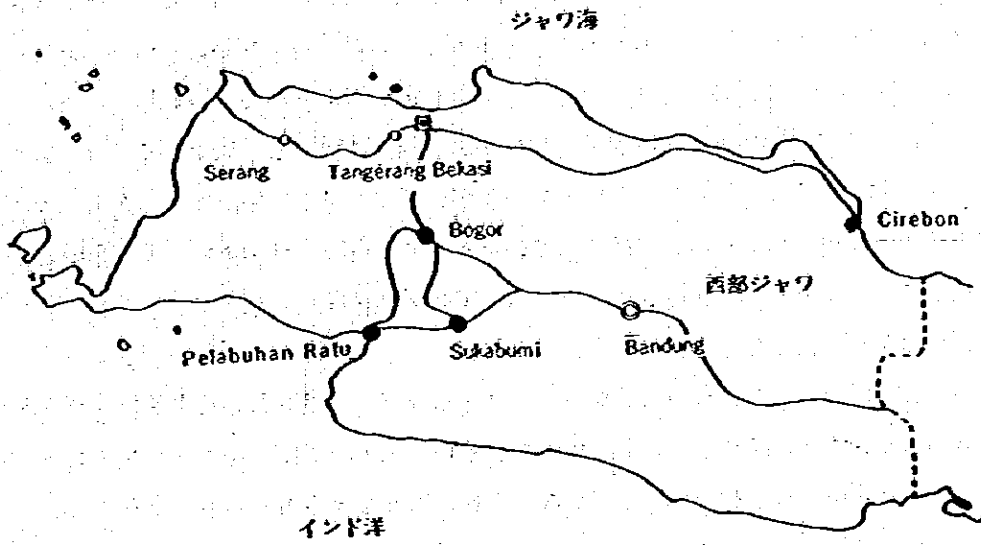 ジャワ海
Serang
Tangerang Bekasi
Bogor
Cirebon
西部ジャワ
Pelabuhan Ratu
Sukabumi
Bandung
インド洋